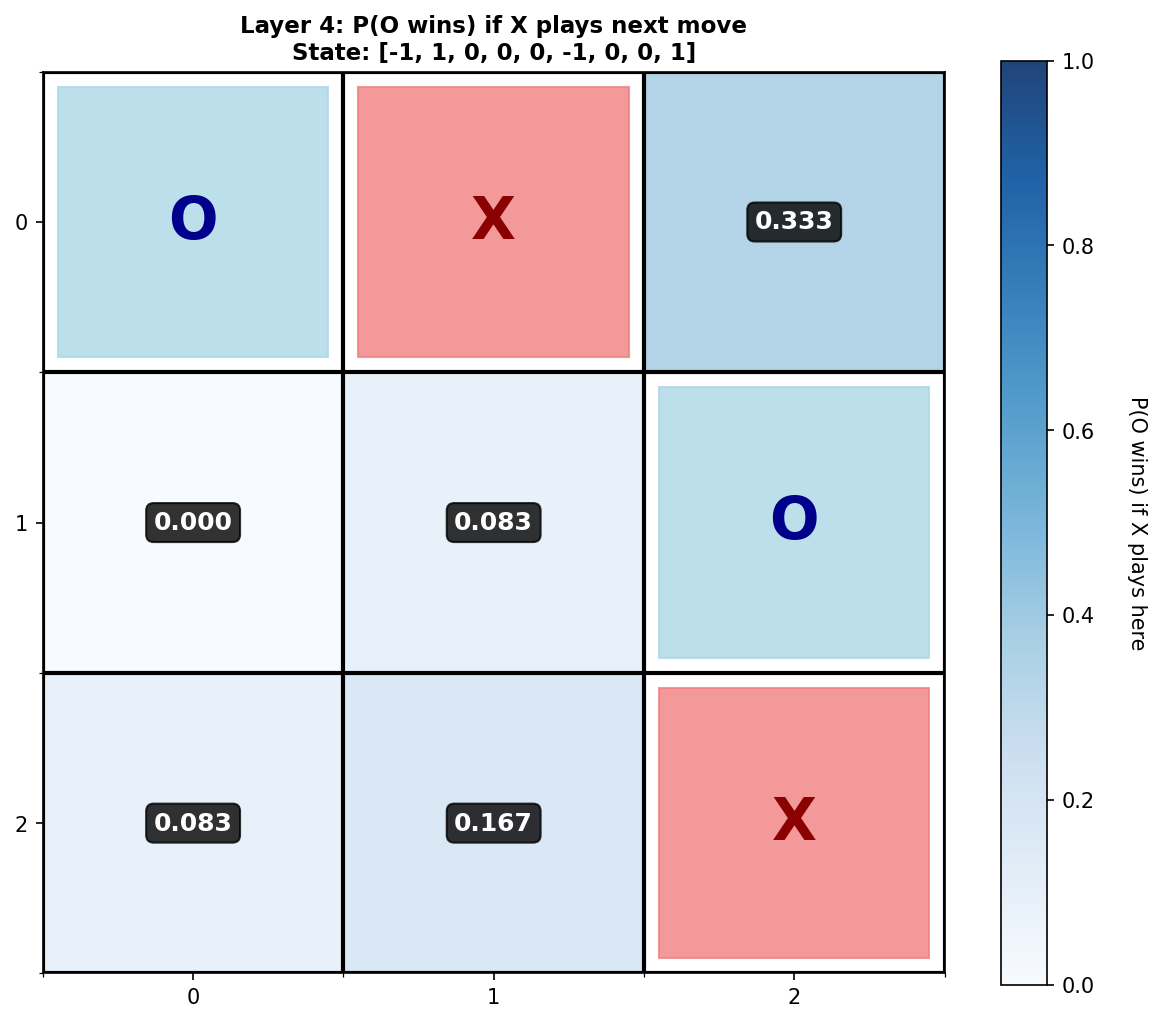 Layer 4: P(O wins) if X plays next move
State: [-1, 1, 0, 0, 0, -1, 0, 0, 1]
O
X
0.333
0.000
0.083
O
0.083
0.167
X
0
1
2
0
1
2
1.0
0.8
0.6
0.4
0.2
0.0
P(O wins) if X plays here